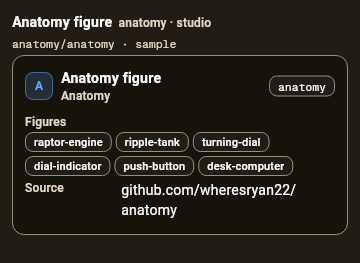 Anatomy figure anatomy · studio
anatomy/anatomy · sample
A Anatomy figure anatomy
Anatomy
Figures
raptor-engine ripple-tank turning-dial
dial-indicator push-button desk-computer
Source github.com/wheresryan22/
anatomy